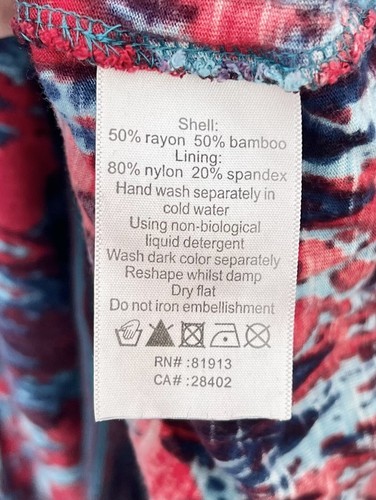 Shell:
50% rayon 50% bamboo
Lining:
80% nylon 20% spandex
Hand wash separately in
cold water
Using non-biological
liquid detergent
Wash dark color separately
Reshape whilst damp
Dry flat
Do not iron embellishment
RN# :81913
CA# :28402